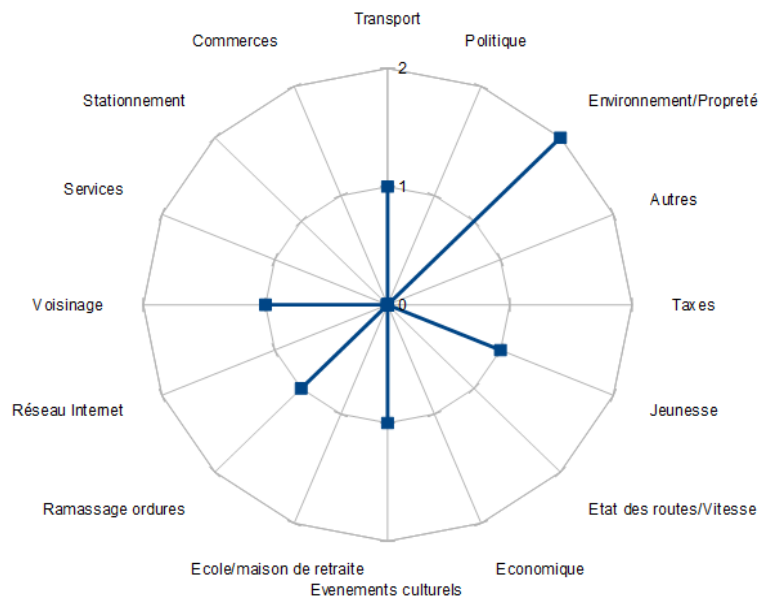 Transport
Commerces
Politique
2
Stationnement
Environnement/Propreté
Services
1
Autres
Voisinage
0
Taxes
Réseau Internet
Jeunesse
Ramassage ordures
Etat des routes/Vitesse
Ecole/maison de retraite
Economique
Evenements culturels